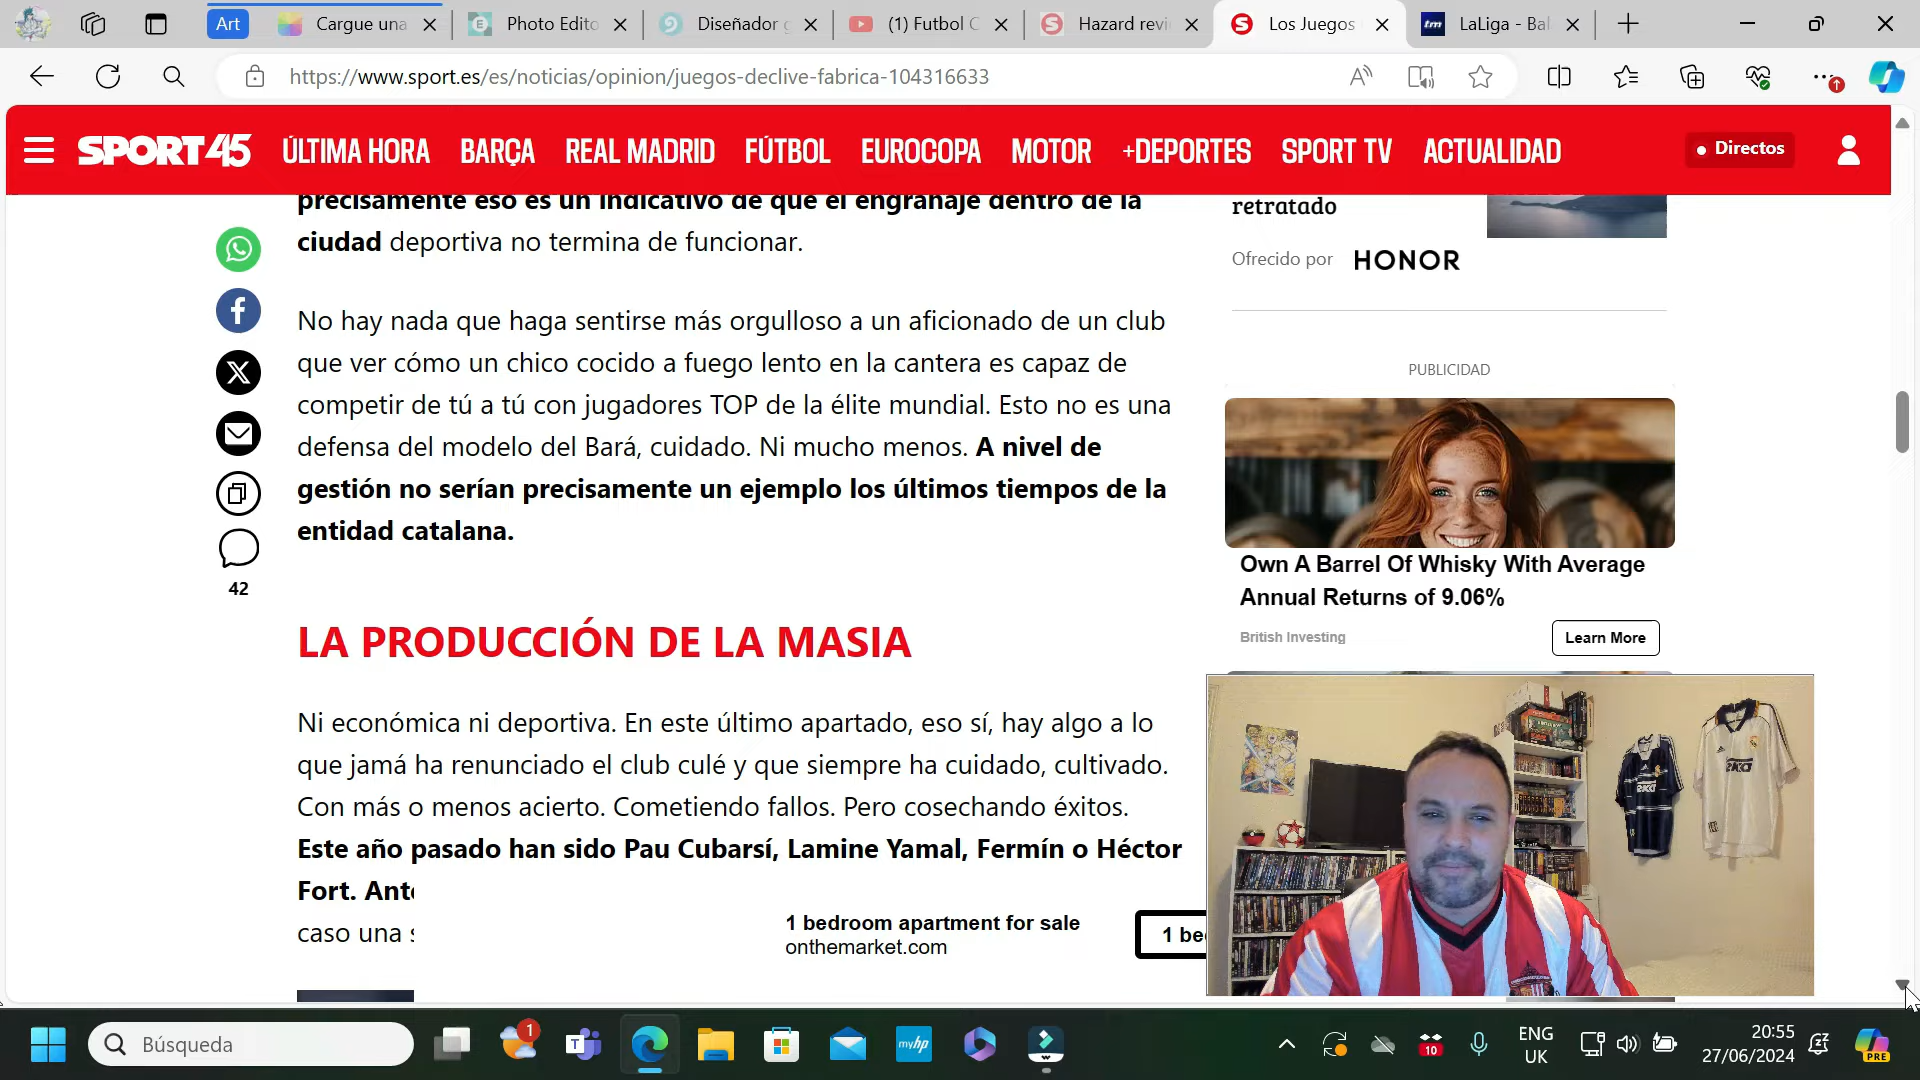 Art
Cargue una
Photo Edito
Diseñador g
(1) Futbol C
Hazard revi
Los Juegos
tm
LaLiga - Bal
https://www.sport.es/es/noticias/opinion/juegos-declive-fabrica-104316633
SPORT45
ÚLTIMA HORA
BARÇA
REAL MADRID
FÚTBOL
EUROCOPA
MOTOR
+DEPORTES
SPORT TV
ACTUALIDAD
Directos
precisamente eso es un indicativo de que el engranaje dentro de la
ciudad deportiva no termina de funcionar.
No hay nada que haga sentirse más orgulloso a un aficionado de un club
que ver cómo un chico cocido a fuego lento en la cantera es capaz de
competir de tú a tú con jugadores TOP de la élite mundial. Esto no es una
defensa del modelo del Bará, cuidado. Ni mucho menos. A nivel de
gestión no serían precisamente un ejemplo los últimos tiempos de la
entidad catalana.
42
LA PRODUCCIÓN DE LA MASIA
Ni económica ni deportiva. En este último apartado, eso sí, hay algo a lo
que jamá ha renunciado el club culé y que siempre ha cuidado, cultivado.
Con más o menos acierto. Cometiendo fallos. Pero cosechando éxitos.
Este año pasado han sido Pau Cubarsí, Lamine Yamal, Fermín o Héctor
Fort. Ante
caso una s
1 bedroom apartment for sale
onthemarket.com
1 be
retratado
Ofrecido por HONOR
PUBLICIDAD
Own A Barrel Of Whisky With Average
Annual Returns of 9.06%
British Investing
Learn More
Búsqueda
1
T
myhp
10
ENG
UK
20:55
27/06/2024
PRE